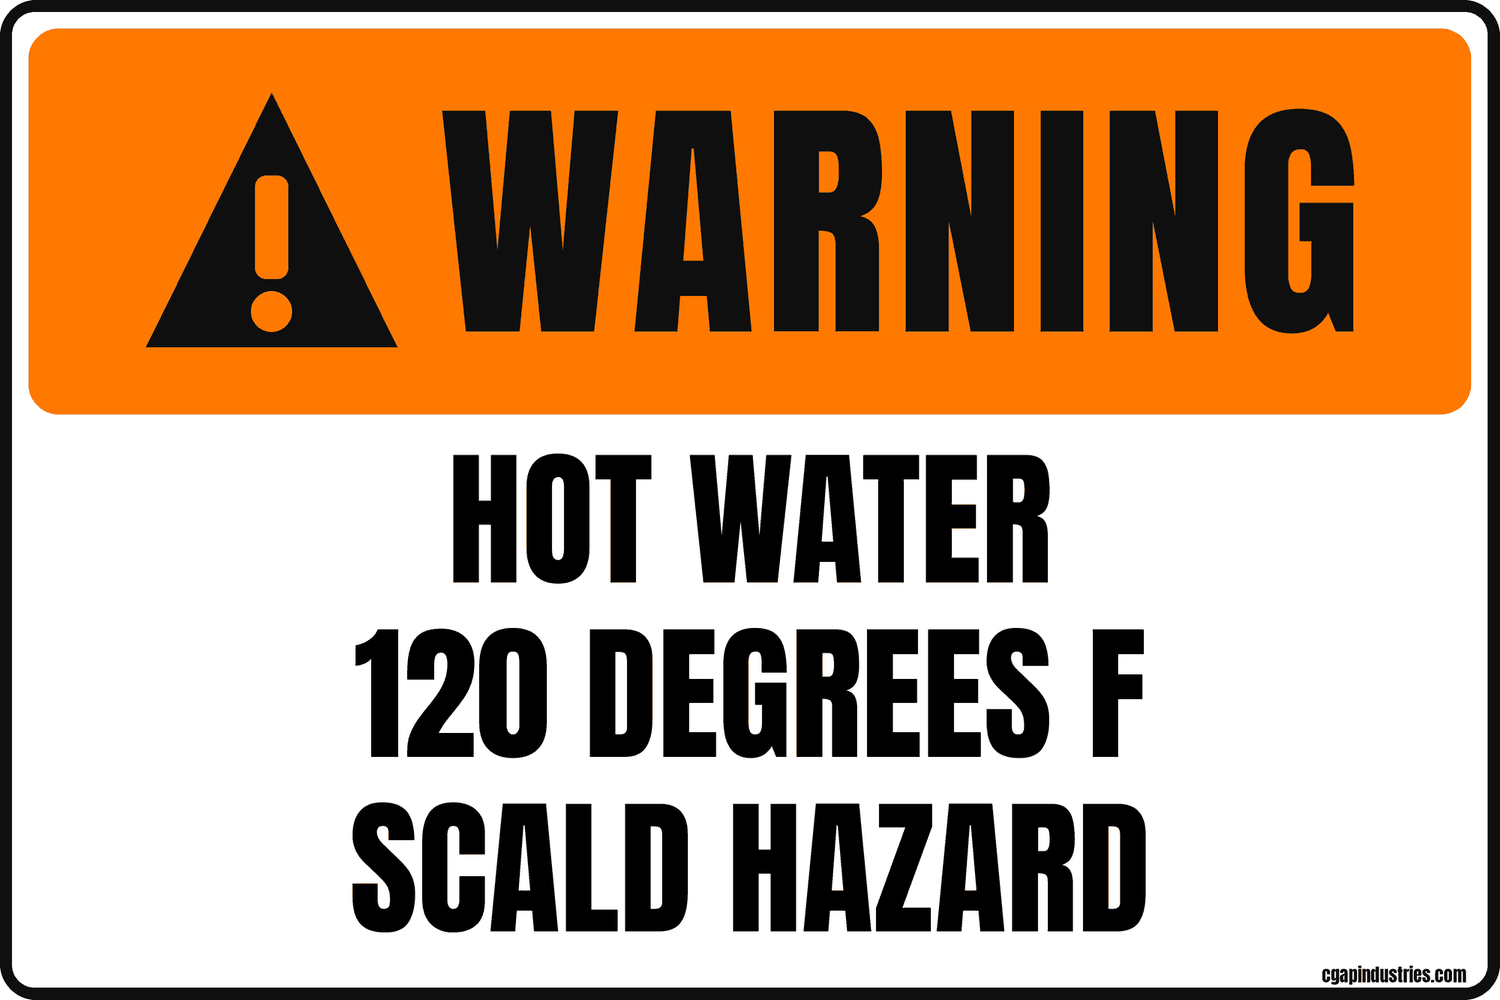 WARNING
HOT WATER
120 DEGREES F
SCALD HAZARD
cgapindustries.com